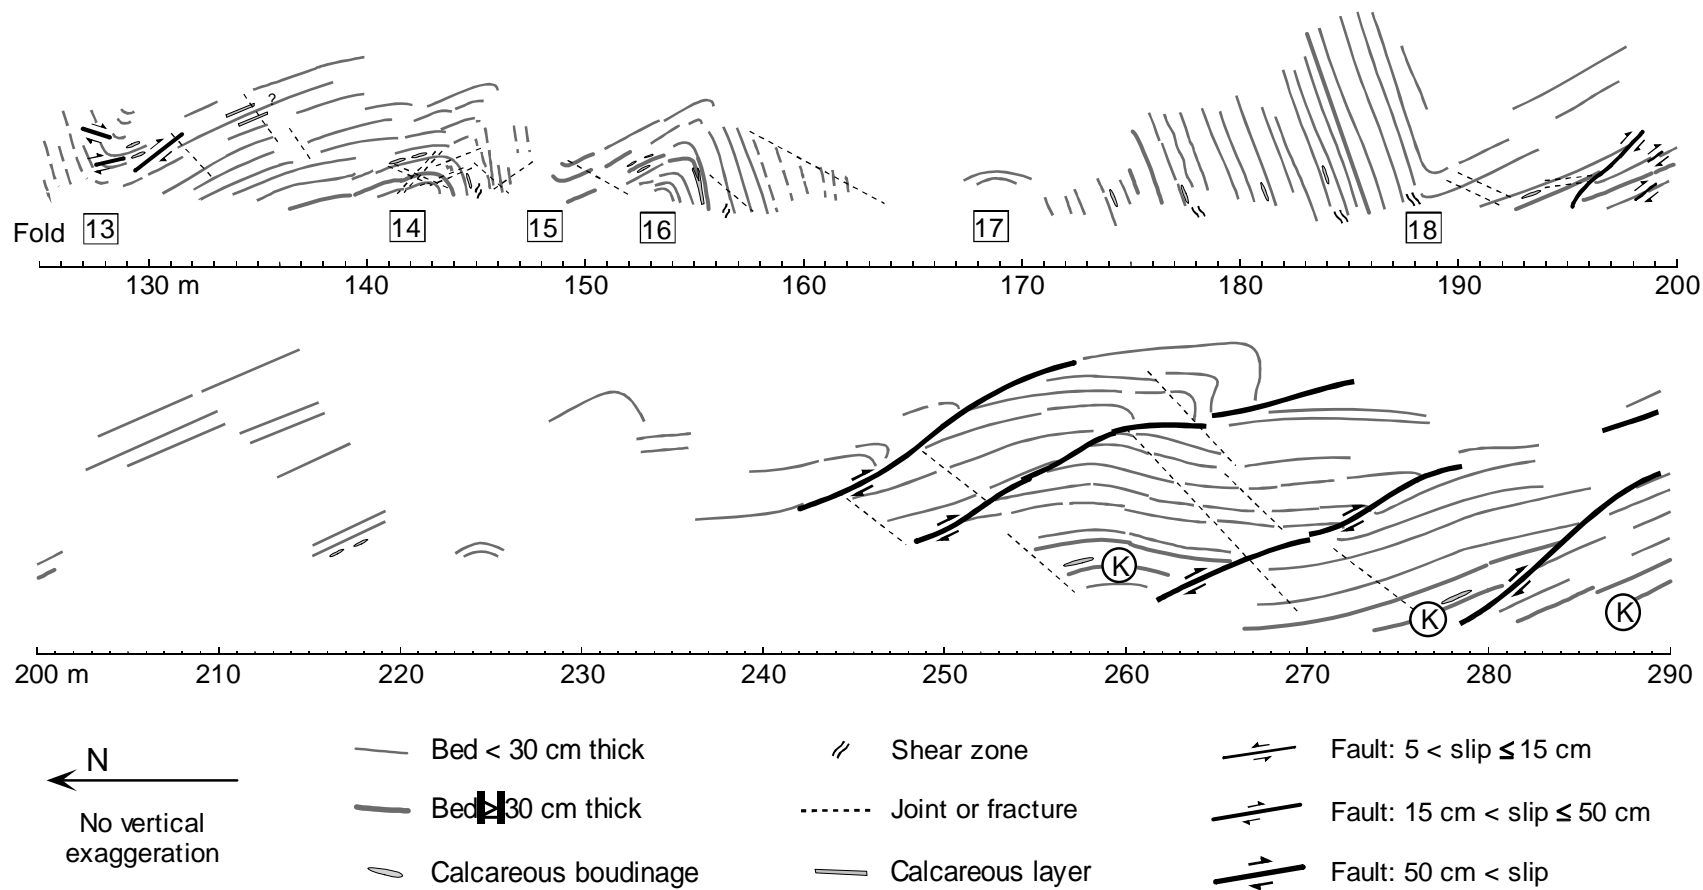 ?
Fold 13 14 15 16 17 18
130 m 140 150 160 170 180 190 200
K
K K
200 m 210 220 230 240 250 260 270 280 290
N
No vertical
exaggeration
Bed < 30 cm thick
Bed ≥ 30 cm thick
Calcareous boudinage
Shear zone
Joint or fracture
Calcareous layer
Fault: 5 < slip ≤ 15 cm
Fault: 15 cm < slip ≤ 50 cm
Fault: 50 cm < slip